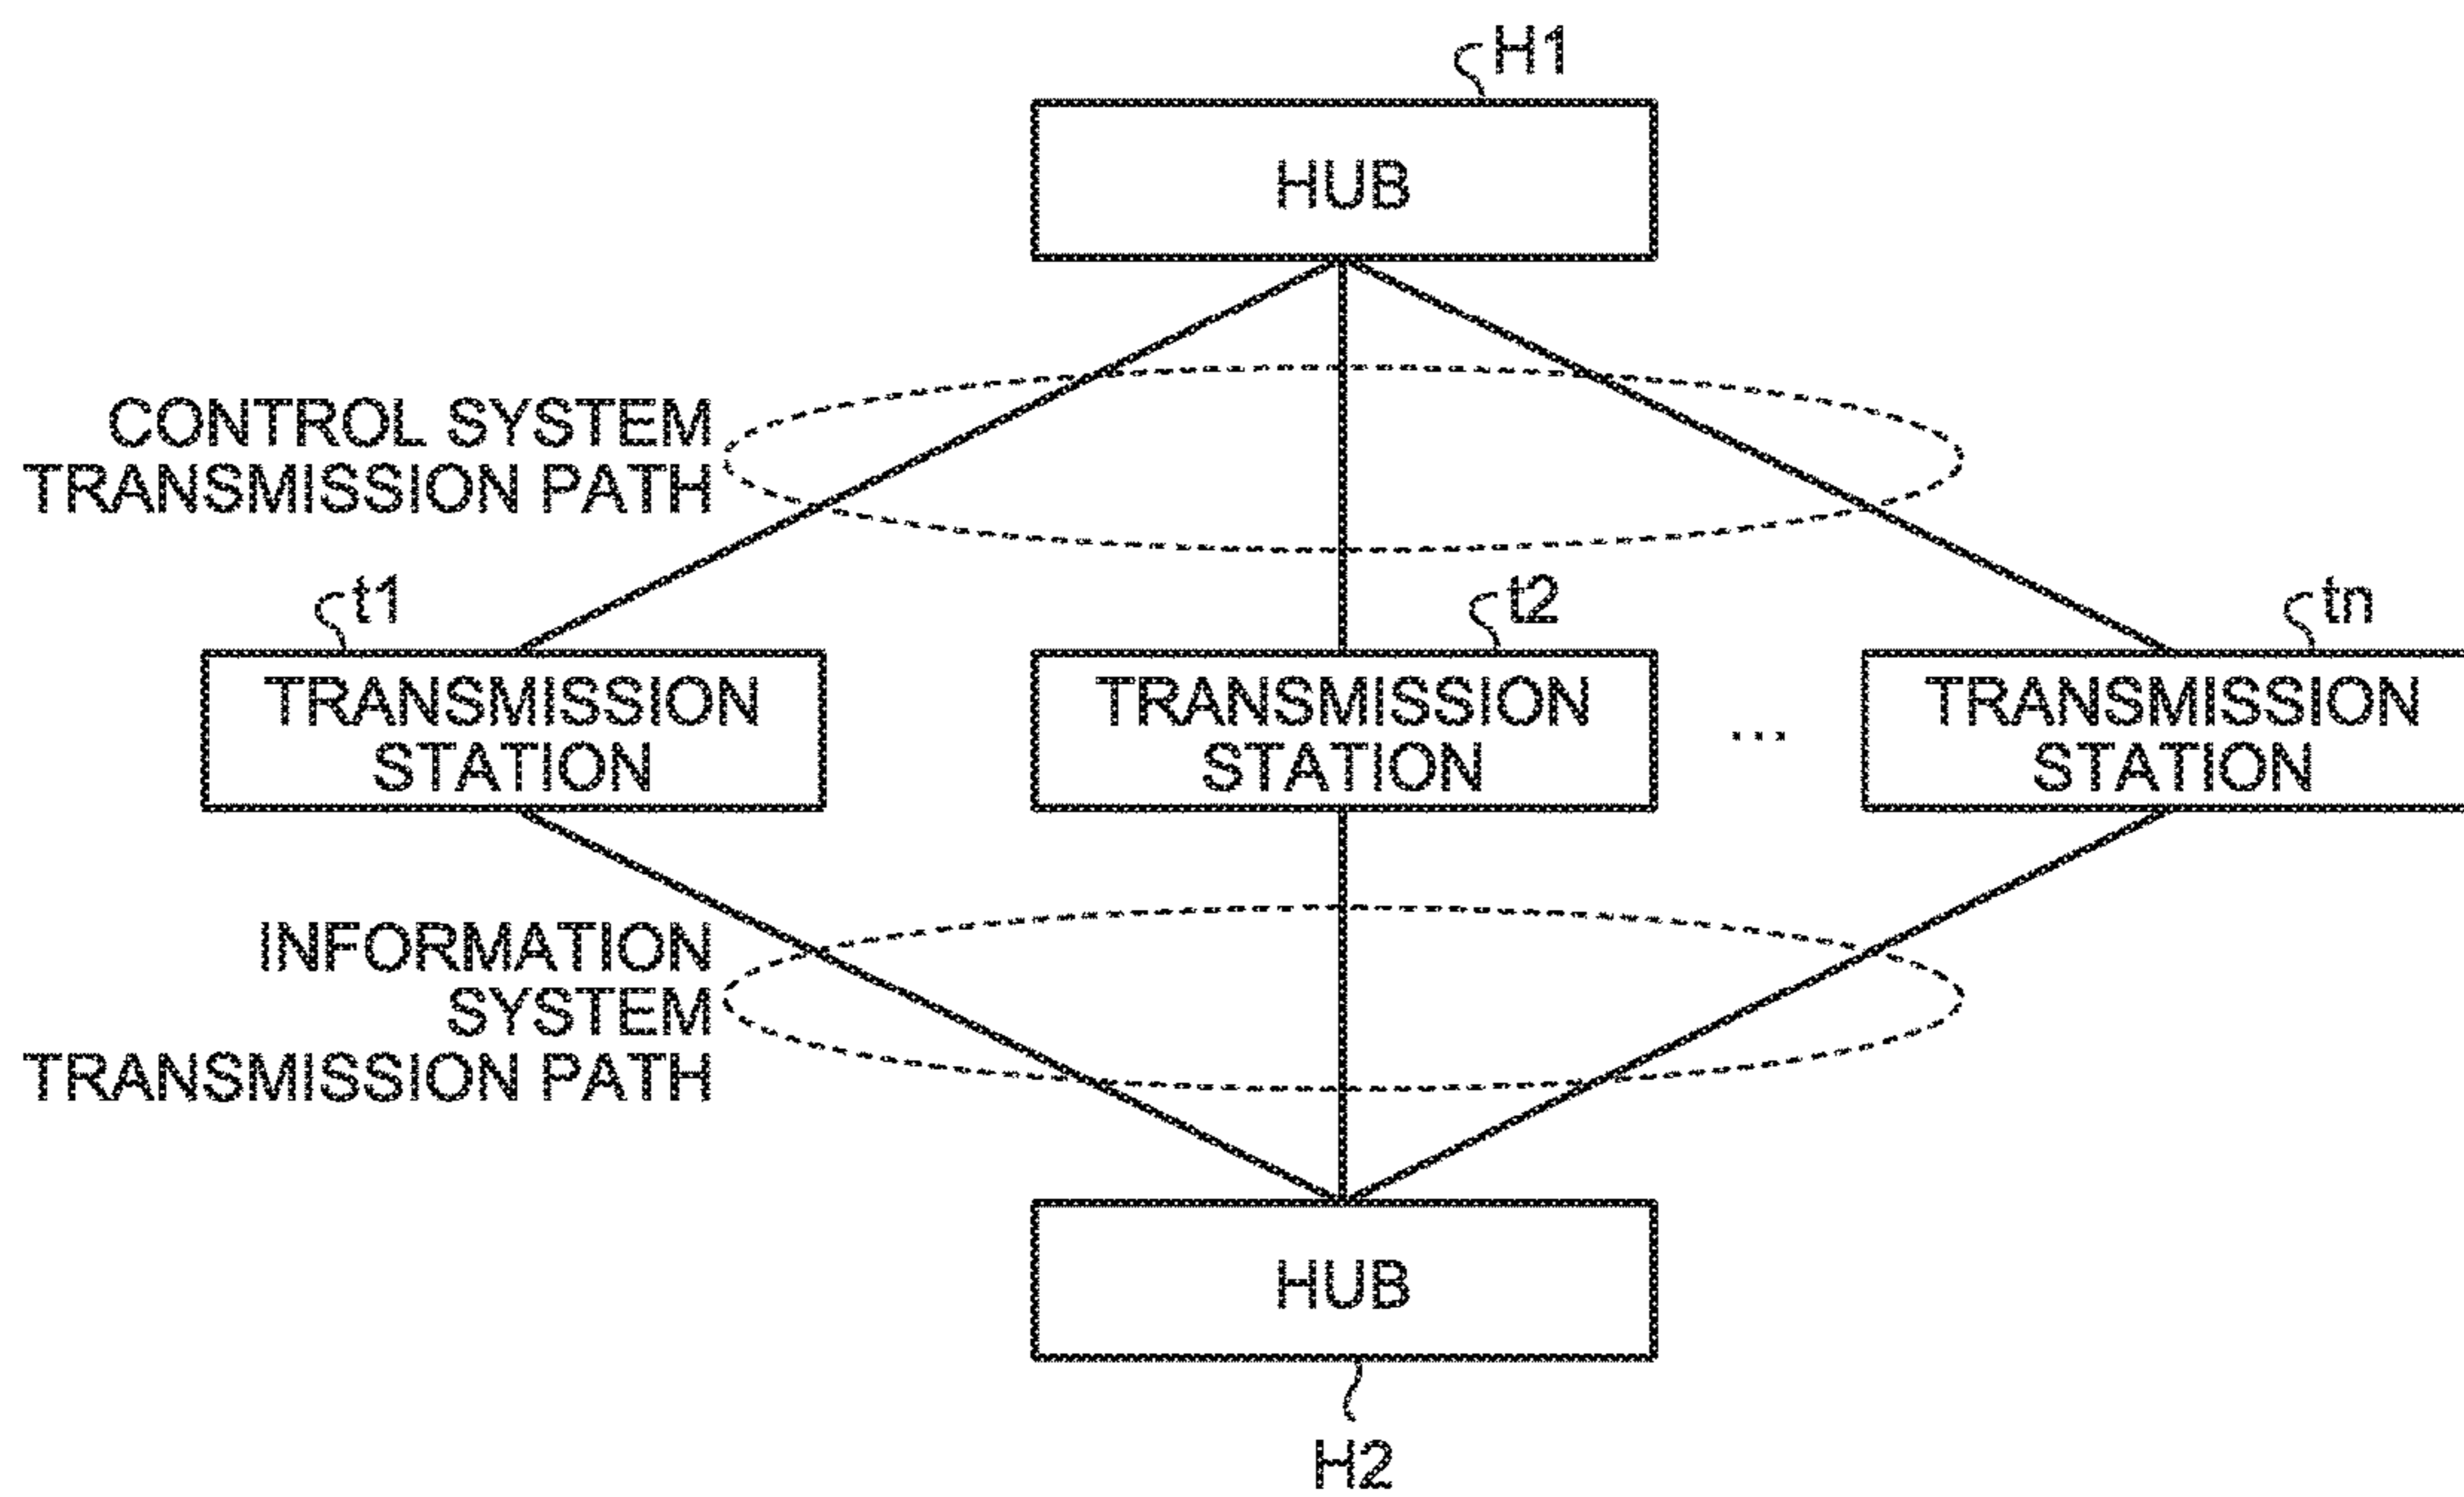 H1
HUB
CONTROL SYSTEM
TRANSMISSION PATH
t1
t2
tn
TRANSMISSION
STATION
TRANSMISSION
STATION
...
TRANSMISSION
STATION
INFORMATION
SYSTEM
TRANSMISSION PATH
HUB
H2